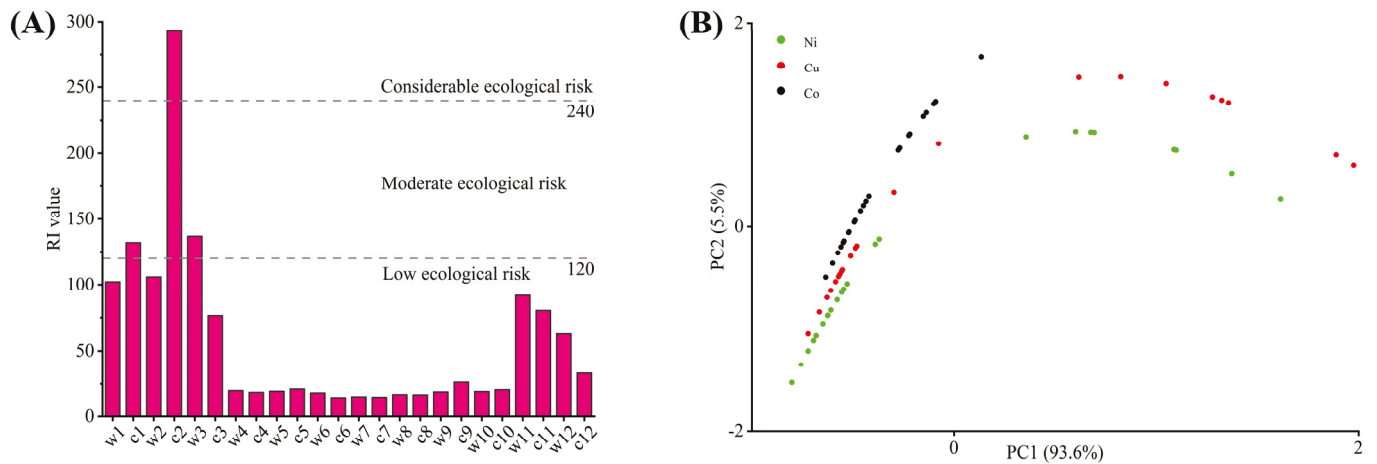 (A)
300
250
200
150
100
50
0
RI value
Considerable ecological risk
240
Moderate ecological risk
120
Low ecological risk
w1 c1 w2 c2 w3 c3 w4 c4 w5 c5 w6 c6 w7 c7 w8 c8 w9 c9 w10 c10 w11 c11 w12 c12
(B)
2
0
-2
PC2 (5.5%)
Ni
Cu
Co
0
2
PC1 (93.6%)